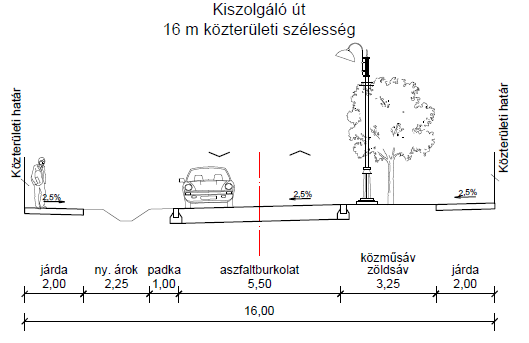 Kiszolgáló út
16 m közterületi szélesség
Közterületi határ
Közterületi határ
2,5%
2,5%
2,5%
járda
ny. árok
padka
aszfaltburkolat
közműsáv
zöldsáv
járda
2,00
2,25
1,00
5,50
3,25
2,00
16,00